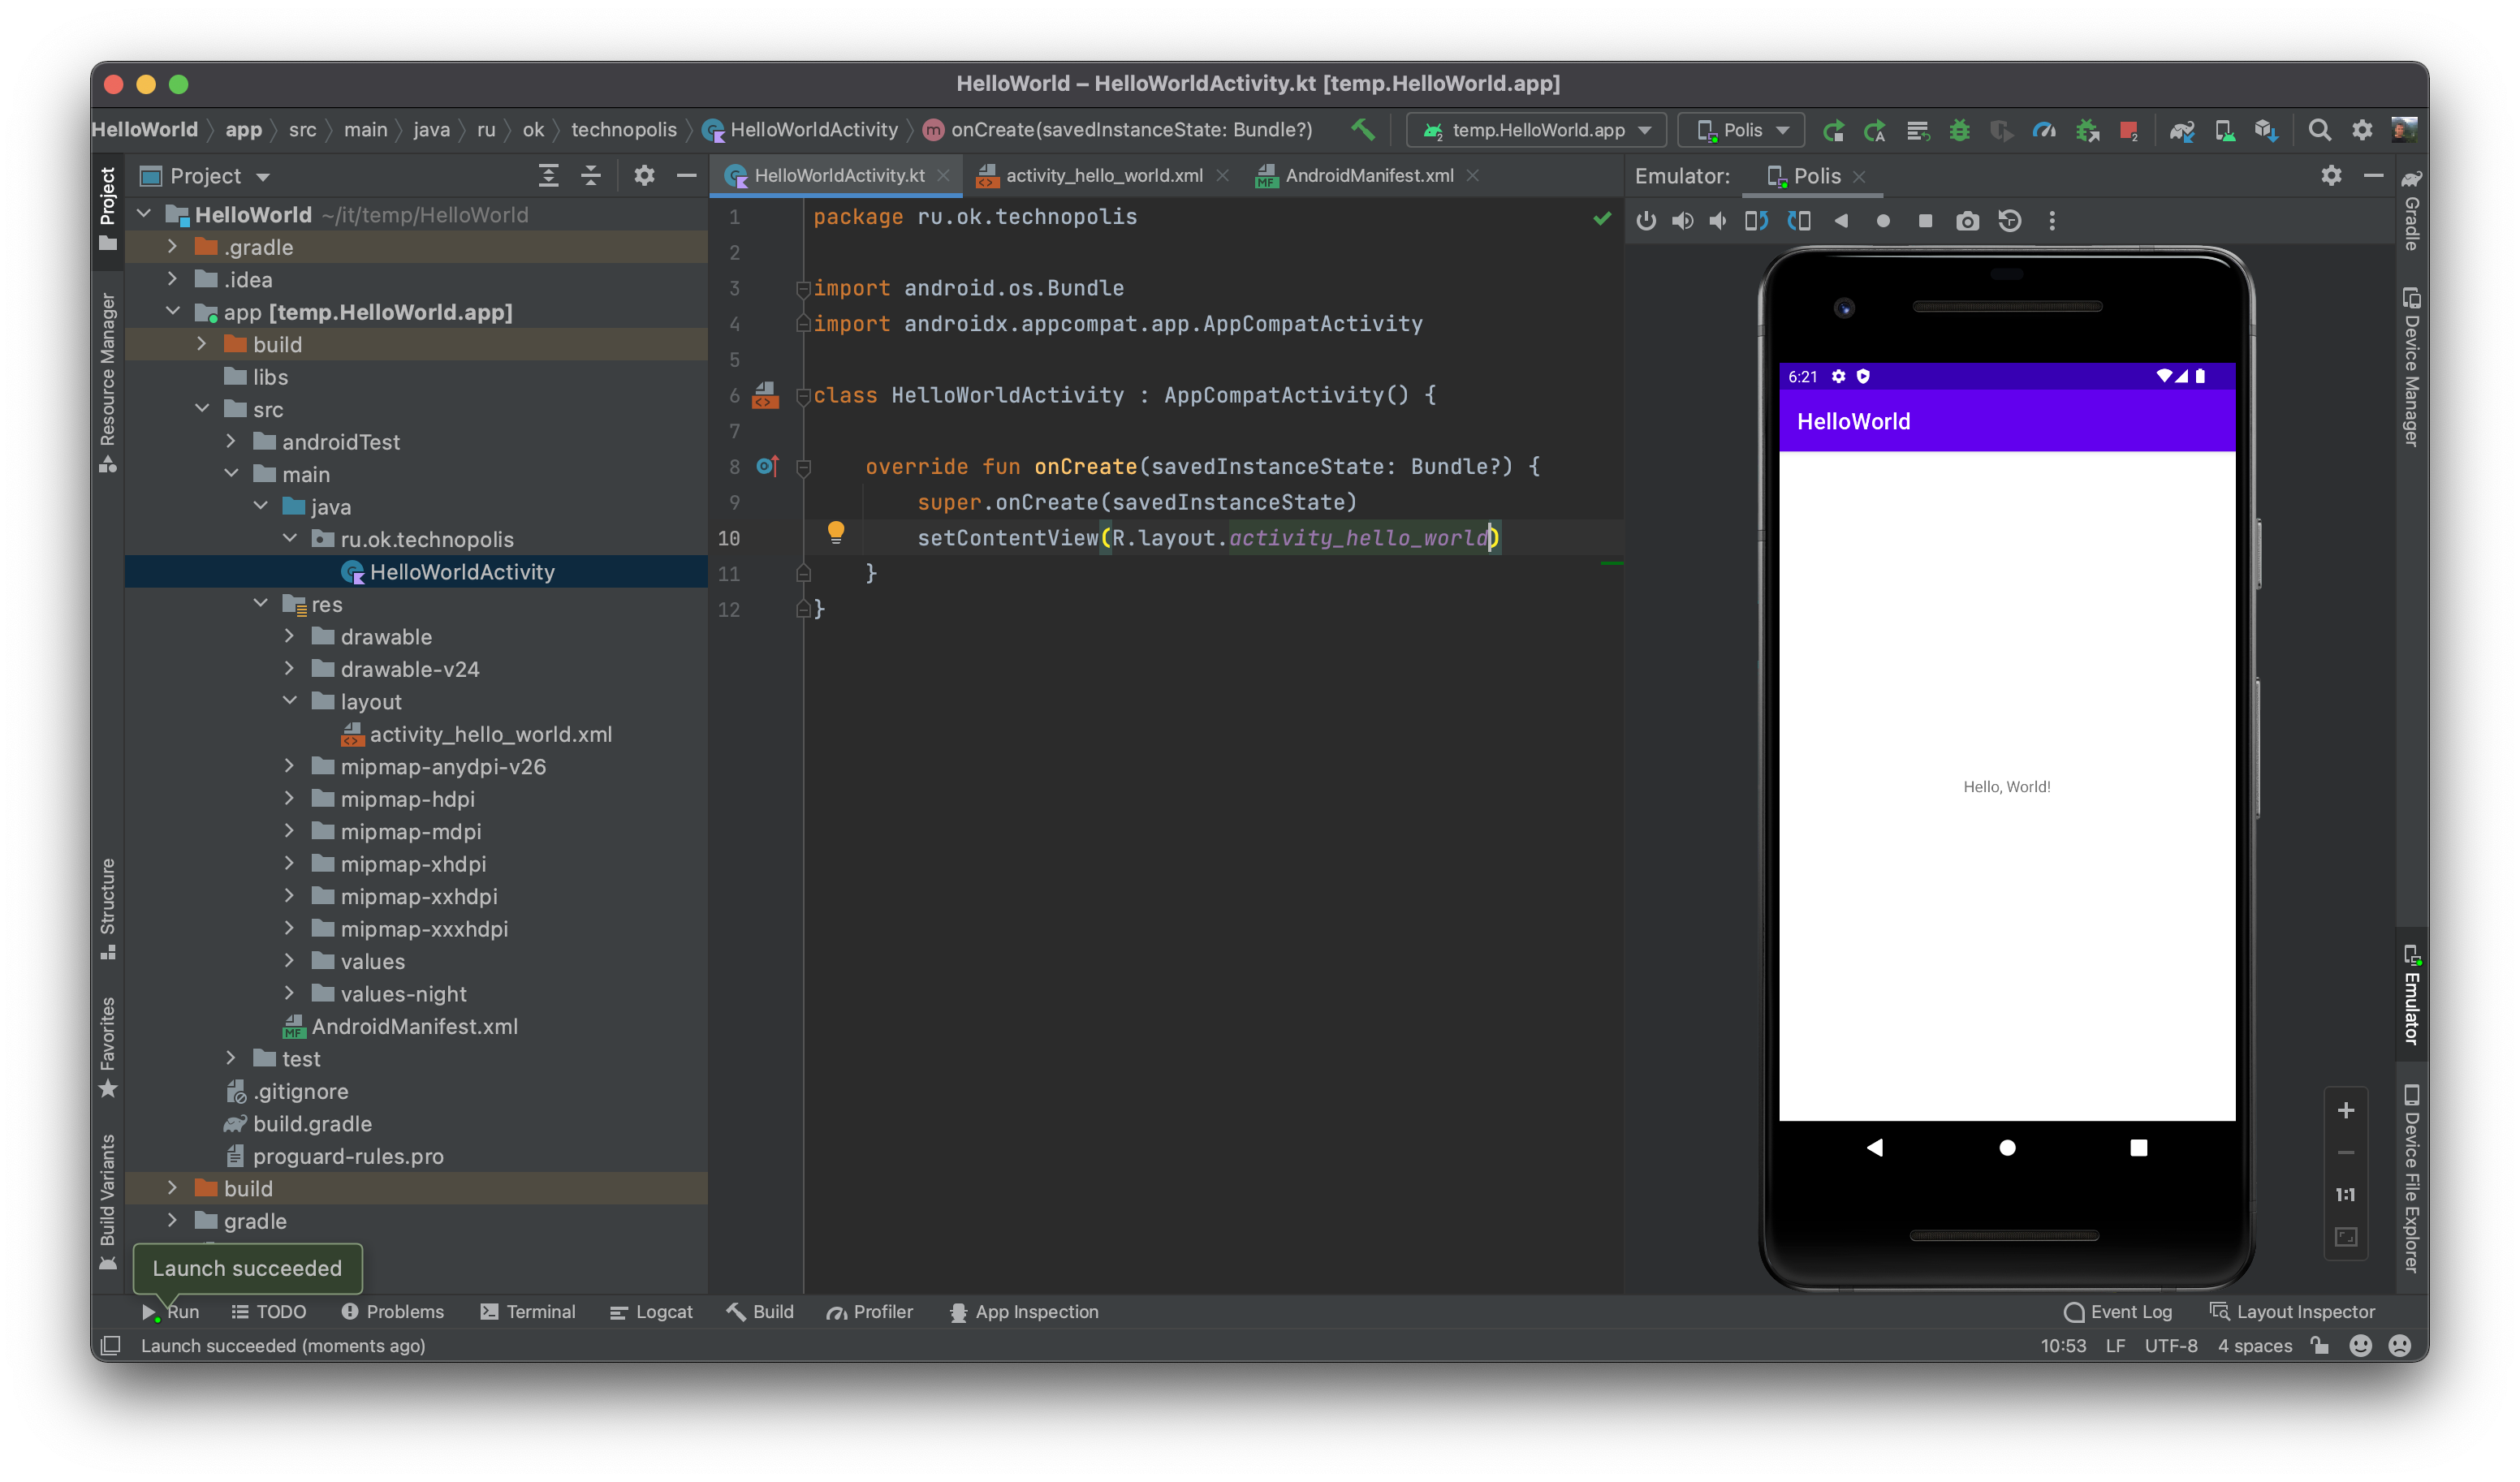 HelloWorld – HelloWorldActivity.kt [temp.HelloWorld.app]
HelloWorld app src main java ru ok technopolis HelloWorldActivity m onCreate(savedInstanceState: Bundle?) temp.HelloWorld.app Polis
Project
Resource Manager
Structure
Favorites
Build Variants
Project
HelloWorld ~/it/temp/HelloWorld
.gradle
.idea
app [temp.HelloWorld.app]
build
libs
src
androidTest
main
java
ru.ok.technopolis
HelloWorldActivity
res
drawable
drawable-v24
layout
activity_hello_world.xml
mipmap-anydpi-v26
mipmap-hdpi
mipmap-mdpi
mipmap-xhdpi
mipmap-xxhdpi
mipmap-xxxhdpi
values
values-night
MF AndroidManifest.xml
test
.gitignore
build.gradle
proguard-rules.pro
build
gradle
Launch succeeded
HelloWorldActivity.kt activity_hello_world.xml MF AndroidManifest.xml
1 package ru.ok.technopolis
2
3 import android.os.Bundle
4 import androidx.appcompat.app.AppCompatActivity
5
6 class HelloWorldActivity : AppCompatActivity() {
7
8 override fun onCreate(savedInstanceState: Bundle?) {
9 super.onCreate(savedInstanceState)
10 setContentView(R.layout.activity_hello_world)
11 }
12 }
Emulator: Polis
6:21
HelloWorld
Hello, World!
1:1
Gradle
Device Manager
Emulator
Device File Explorer
Run TODO Problems Terminal Logcat Build Profiler App Inspection Event Log Layout Inspector
Launch succeeded (moments ago) 10:53 LF UTF-8 4 spaces